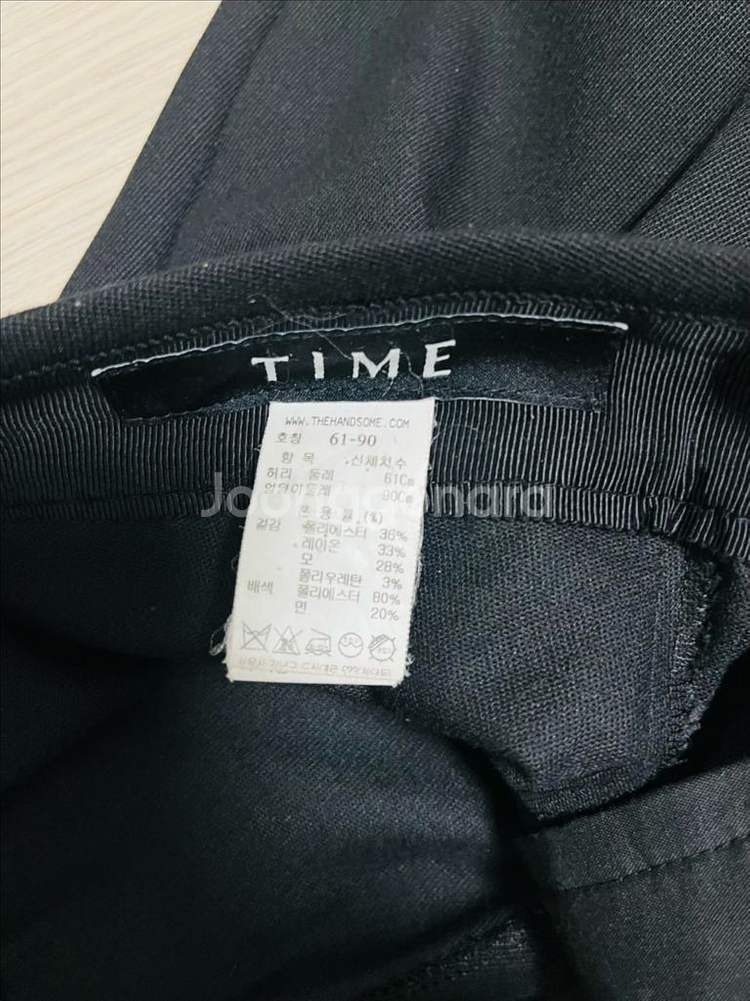 TIME
WWW.THEHANDSOME.COM
호칭 61-90
항 목 신체치수
허리 둘레 61Cm
엉덩이둘레 90Cm
Joonggonara
혼 용 률 (%)
겉감 폴리에스터 36%
레이온 33%
모 28%
폴리우레탄 3%
배색 폴리에스터 80%
면 20%